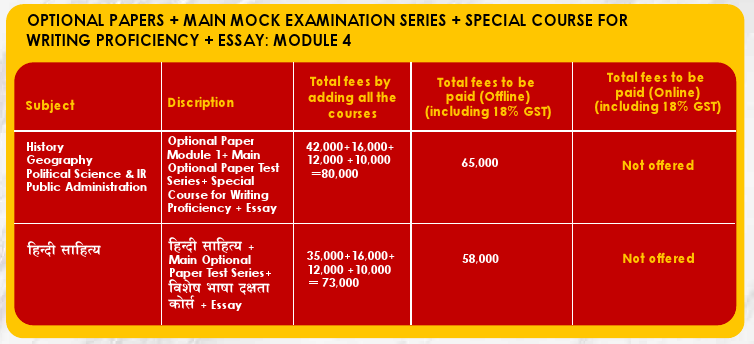 OPTIONAL PAPERS + MAIN MOCK EXAMINATION SERIES + SPECIAL COURSE FOR
WRITING PROFICIENCY + ESSAY: MODULE 4
Subject
Discription
Total fees by
adding all the
courses
Total fees to be
paid (Offline)
(including 18% GST)
Total fees to be
paid (Online)
(including 18% GST)
History
Geography
Political Science & IR
Public Administration
Optional Paper
Module 1+ Main
Optional Paper Test
Series+ Special
Course for Writing
Proficiency + Essay
42,000+16,000+
12,000 +10,000
=80,000
65,000
Not offered
हिन्दी साहित्य
हिन्दी साहित्य +
Main Optional
Paper Test Series+
विशेष भाषा दक्षता
कोर्स + Essay
35,000+16,000+
12,000 +10,000
= 73,000
58,000
Not offered